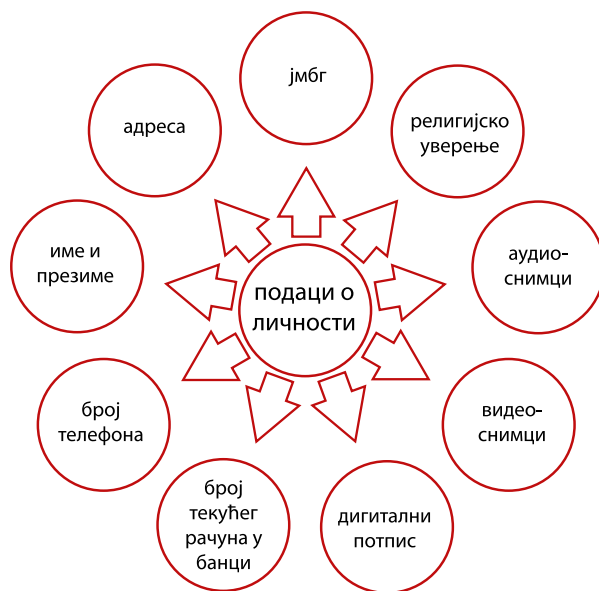 јмбг
религијско
уверење
аудио-
снимци
видео-
снимци
дигитални
потпис
број
текућег
рачуна у
банци
број
телефона
име и
презиме
адреса
подаци о
личности